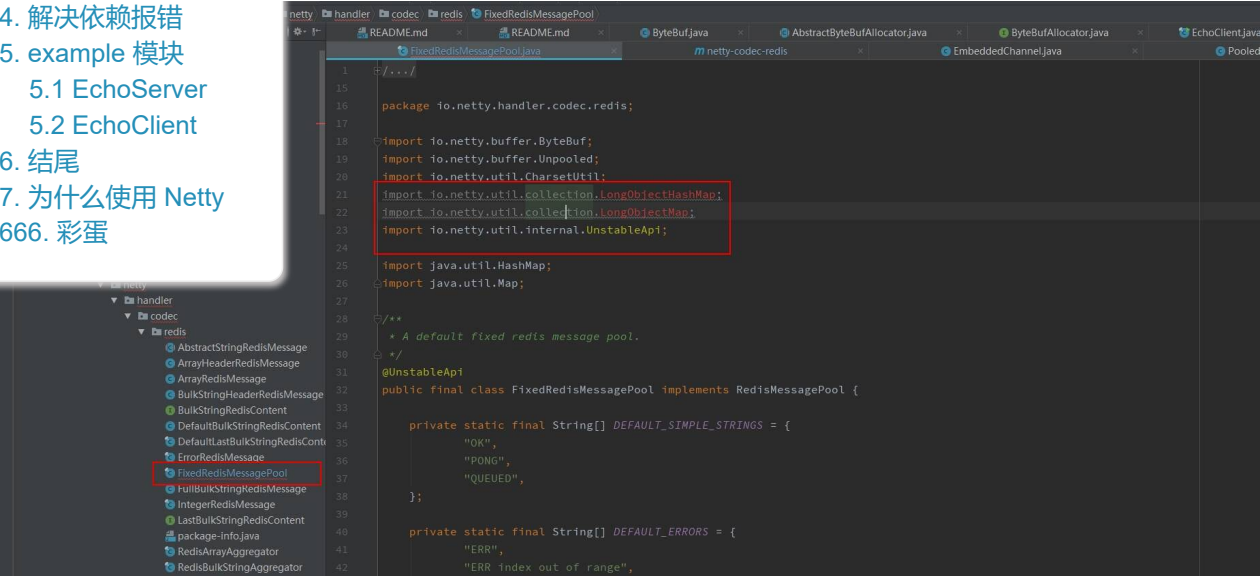 4. 解决依赖报错
5. example 模块
5.1 EchoServer
5.2 EchoClient
6. 结尾
7. 为什么使用 Netty
666. 彩蛋
netty handler codec redis FixedRedisMessagePool
README.md README.md ByteBuf.java AbstractByteBufAllocator.java ByteBufAllocator.java EchoClient.java
FixedRedisMessagePool.java netty-codec-redis EmbeddedChannel.java Pooled
netty
handler
codec
redis
AbstractStringRedisMessage
ArrayHeaderRedisMessage
ArrayRedisMessage
BulkStringHeaderRedisMessage
BulkStringRedisContent
DefaultBulkStringRedisContent
DefaultLastBulkStringRedisConte
ErrorRedisMessage
FixedRedisMessagePool
FullBulkStringRedisMessage
IntegerRedisMessage
LastBulkStringRedisContent
package-info.java
RedisArrayAggregator
RedisBulkStringAggregator
1 /.../
15
16 package io.netty.handler.codec.redis;
17
18 import io.netty.buffer.ByteBuf;
19 import io.netty.buffer.Unpooled;
20 import io.netty.util.CharsetUtil;
21 import io.netty.util.collection.LongObjectHashMap;
22 import io.netty.util.collection.LongObjectMap;
23 import io.netty.util.internal.UnstableApi;
24
25 import java.util.HashMap;
26 import java.util.Map;
27
28 /**
29 * A default fixed redis message pool.
30 */
31 @UnstableApi
32 public final class FixedRedisMessagePool implements RedisMessagePool {
33
34 private static final String[] DEFAULT_SIMPLE_STRINGS = {
35 "OK",
36 "PONG",
37 "QUEUED",
38 };
39
40 private static final String[] DEFAULT_ERRORS = {
41 "ERR",
42 "ERR index out of range",